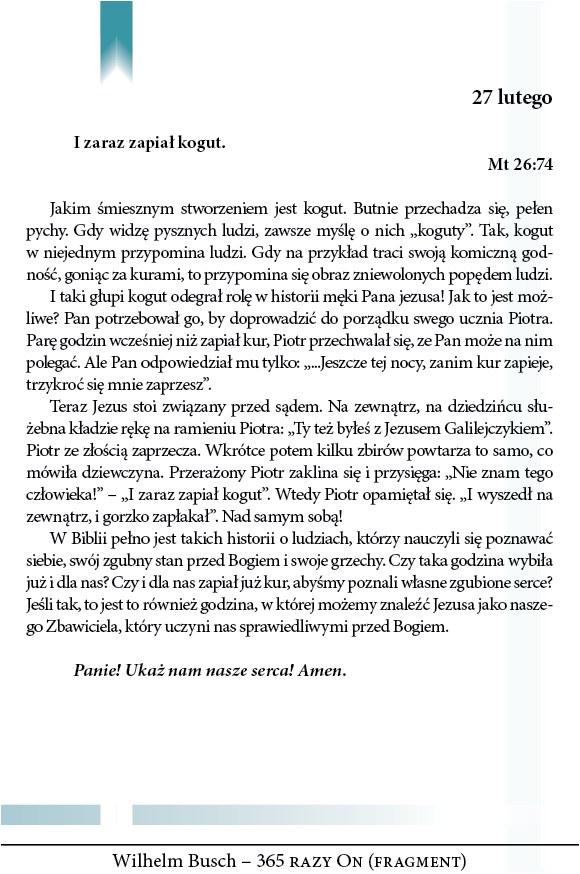 27 lutego
I zaraz zapiał kogut.
Mt 26:74
Jakim śmiesznym stworzeniem jest kogut. Butnie przechadza się, pełen
pychy. Gdy widzę pysznych ludzi, zawsze myślę o nich „koguty”. Tak, kogut
w niejednym przypomina ludzi. Gdy na przykład traci swoją komiczną god-
ność, goniąc za kurami, to przypomina się obraz zniewolonych popędem ludzi.
I taki głupi kogut odegrał rolę w historii męki Pana jezusa! Jak to jest moż-
liwe? Pan potrzebował go, by doprowadzić do porządku swego ucznia Piotra.
Parę godzin wcześniej niż zapiał kur, Piotr przechwalał się, ze Pan może na nim
polegać. Ale Pan odpowiedział mu tylko: „...Jeszcze tej nocy, zanim kur zapieje,
trzykroć się mnie zaprzesz”.
Teraz Jezus stoi związany przed sądem. Na zewnątrz, na dziedzińcu słu-
żebna kładzie rękę na ramieniu Piotra: „Ty też byłeś z Jezusem Galilejczykiem”.
Piotr ze złością zaprzecza. Wkrótce potem kilku zbirów powtarza to samo, co
mówiła dziewczyna. Przerażony Piotr zaklina się i przysięga: „Nie znam tego
człowieka!” – „I zaraz zapiał kogut”. Wtedy Piotr opamiętał się. „I wyszedł na
zewnątrz, i gorzko zapłakał”. Nad samym sobą!
W Biblii pełno jest takich historii o ludziach, którzy nauczyli się poznawać
siebie, swój zgubny stan przed Bogiem i swoje grzechy. Czy taka godzina wybiła
już i dla nas? Czy i dla nas zapiał już kur, abyśmy poznali własne zgubione serce?
Jeśli tak, to jest to również godzina, w której możemy znaleźć Jezusa jako nasze-
go Zbawiciela, który uczyni nas sprawiedliwymi przed Bogiem.
Panie! Ukaż nam nasze serca! Amen.
Wilhelm Busch – 365 razy On (fragment)